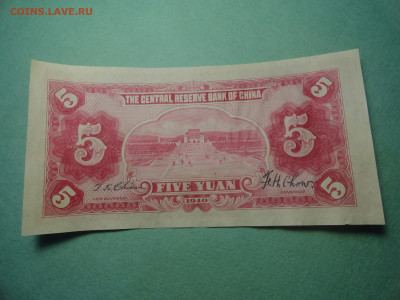 COINS.LAVE.RU
5 5
THE CENTRAL RESERVE BANK OF CHINA
5 5
5 FIVE YUAN 5
1940